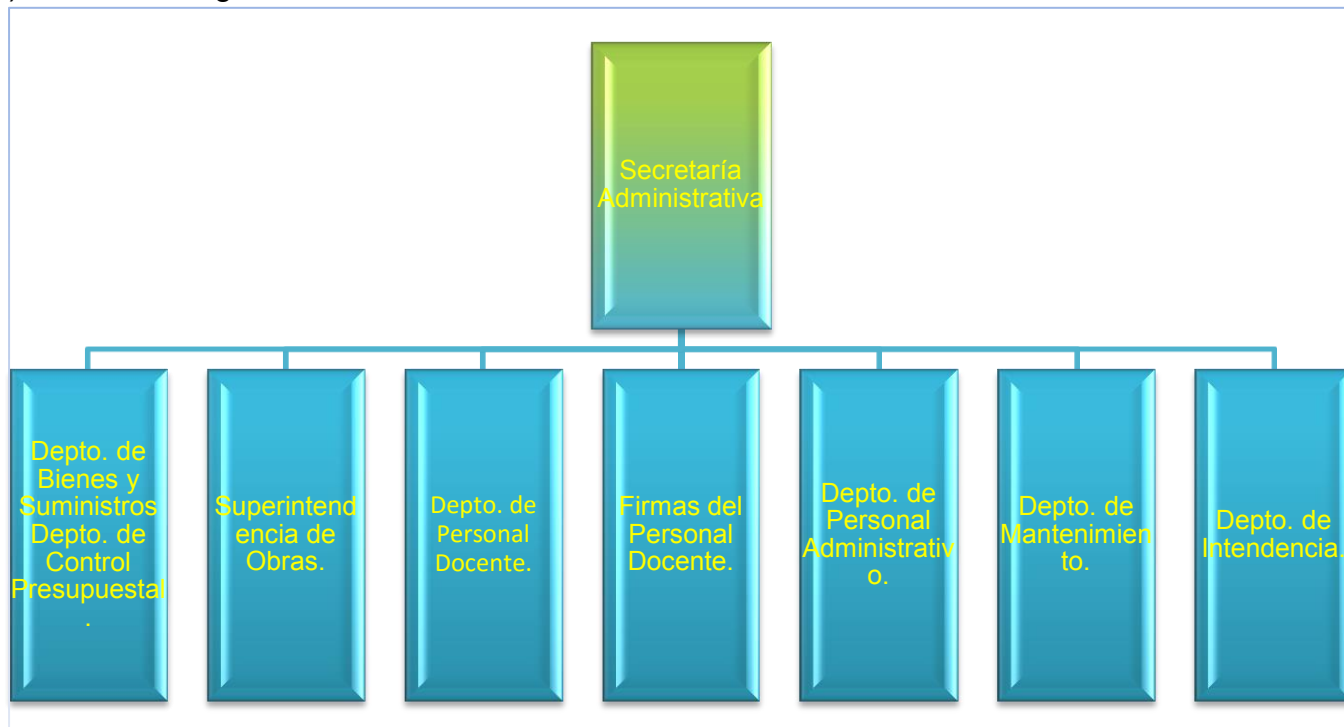 Secretaría
Administrativa
Depto. de
Bienes y
Suministros
Depto. de
Control
Presupuestal
.
Superintend
encia de
Obras.
Depto. de
Personal
Docente.
Firmas del
Personal
Docente.
Depto. de
Personal
Administrativ
o.
Depto. de
Mantenimien
to.
Depto. de
Intendencia.